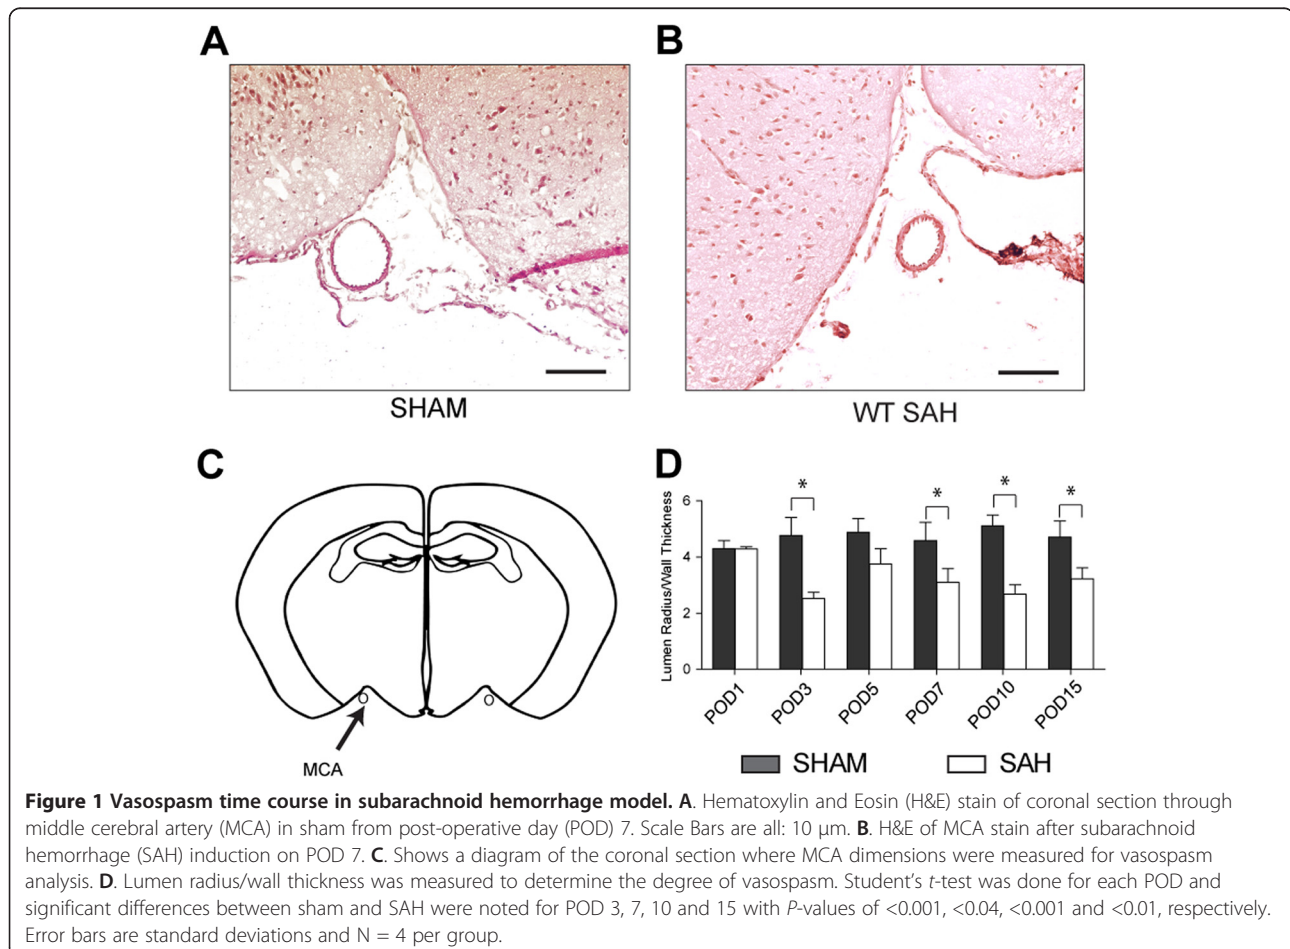 A
B
SHAM
WT SAH
C
MCA
D
Lumen Radius/Wall Thickness
6
4
2
0
*
*
*
*
POD1
POD3
POD5
POD7
POD10
POD15
SHAM
SAH
Figure 1 Vasospasm time course in subarachnoid hemorrhage model. A. Hematoxylin and Eosin (H&E) stain of coronal section through
middle cerebral artery (MCA) in sham from post-operative day (POD) 7. Scale Bars are all: 10 μm. B. H&E of MCA stain after subarachnoid
hemorrhage (SAH) induction on POD 7. C. Shows a diagram of the coronal section where MCA dimensions were measured for vasospasm
analysis. D. Lumen radius/wall thickness was measured to determine the degree of vasospasm. Student's t-test was done for each POD and
significant differences between sham and SAH were noted for POD 3, 7, 10 and 15 with P-values of <0.001, <0.04, <0.001 and <0.01, respectively.
Error bars are standard deviations and N = 4 per group.